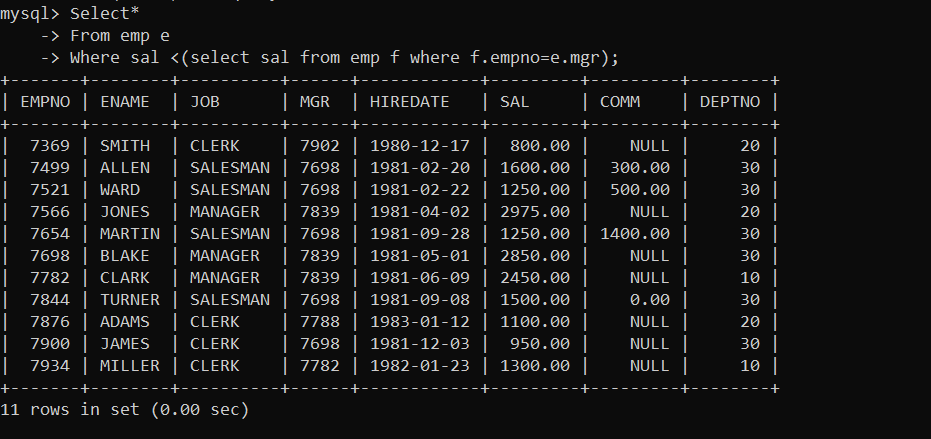 mysql> Select*
    -> From emp e
    -> Where sal <(select sal from emp f where f.empno=e.mgr);
+-------+--------+----------+------+------------+---------+---------+--------+
| EMPNO | ENAME  | JOB      | MGR  | HIREDATE   | SAL     | COMM    | DEPTNO |
+-------+--------+----------+------+------------+---------+---------+--------+
|  7369 | SMITH  | CLERK    | 7902 | 1980-12-17 |  800.00 |    NULL |     20 |
|  7499 | ALLEN  | SALESMAN | 7698 | 1981-02-20 | 1600.00 |  300.00 |     30 |
|  7521 | WARD   | SALESMAN | 7698 | 1981-02-22 | 1250.00 |  500.00 |     30 |
|  7566 | JONES  | MANAGER  | 7839 | 1981-04-02 | 2975.00 |    NULL |     20 |
|  7654 | MARTIN | SALESMAN | 7698 | 1981-09-28 | 1250.00 | 1400.00 |     30 |
|  7698 | BLAKE  | MANAGER  | 7839 | 1981-05-01 | 2850.00 |    NULL |     30 |
|  7782 | CLARK  | MANAGER  | 7839 | 1981-06-09 | 2450.00 |    NULL |     10 |
|  7844 | TURNER | SALESMAN | 7698 | 1981-09-08 | 1500.00 |    0.00 |     30 |
|  7876 | ADAMS  | CLERK    | 7788 | 1983-01-12 | 1100.00 |    NULL |     20 |
|  7900 | JAMES  | CLERK    | 7698 | 1981-12-03 |  950.00 |    NULL |     30 |
|  7934 | MILLER | CLERK    | 7782 | 1982-01-23 | 1300.00 |    NULL |     10 |
+-------+--------+----------+------+------------+---------+---------+--------+
11 rows in set (0.00 sec)